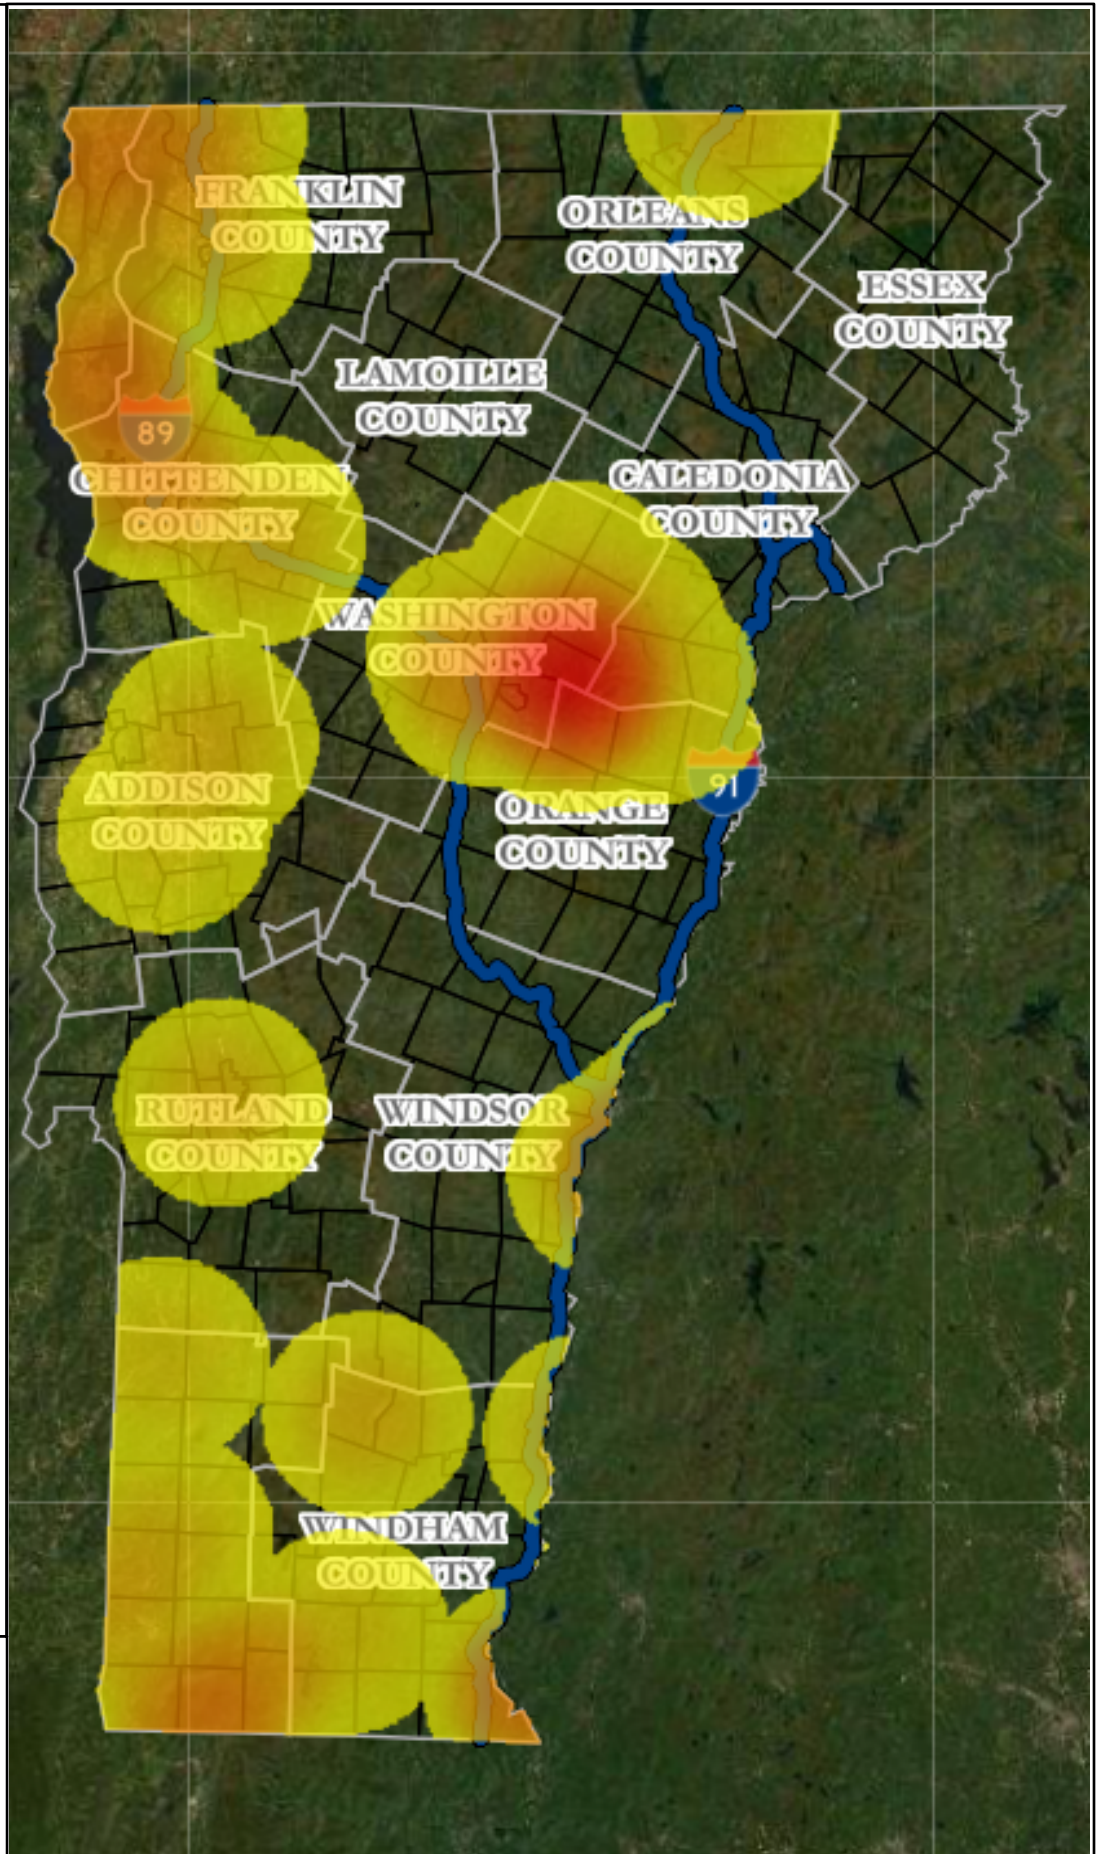 FRANKLIN
COUNTY
ORLEANS
COUNTY
ESSEX
COUNTY
LAMOILLE
COUNTY
89
CHITTENDEN
COUNTY
CALEDONIA
COUNTY
WASHINGTON
COUNTY
ADDISON
COUNTY
91
ORANGE
COUNTY
RUTLAND
COUNTY
WINDSOR
COUNTY
WINDHAM
COUNTY